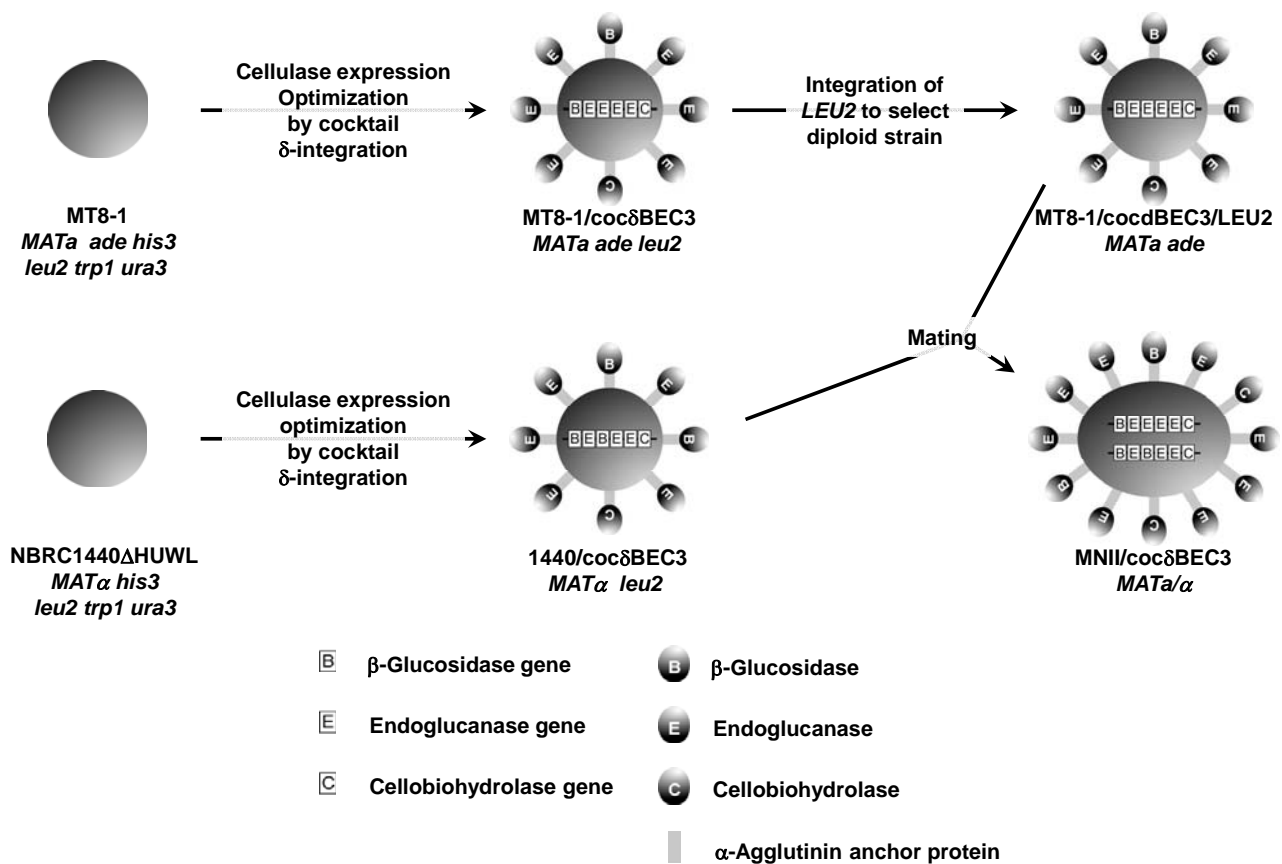 Cellulase expression
Optimization
by cocktail
δ-integration
Integration of
LEU2 to select
diploid strain
B
E
E
E
E
E
E
C
BEEEEC
B
E
E
E
E
E
E
C
BEEEEC
MT8-1
MATa ade his3
leu2 trp1 ura3
MT8-1/cocδBEC3
MATa ade leu2
MT8-1/cocdBEC3/LEU2
MATa ade
Mating
Cellulase expression
optimization
by cocktail
δ-integration
B
E
E
E
B
E
E
C
BEBEEC
E
B
E
E
C
E
E
B
E
E
E
C
BEEEEC
BEBEEC
NBRC1440ΔHUWL
MATα his3
leu2 trp1 ura3
1440/cocδBEC3
MATα leu2
MNII/cocδBEC3
MATa/α
B β-Glucosidase gene
B β-Glucosidase
E Endoglucanase gene
E Endoglucanase
C Cellobiohydrolase gene
C Cellobiohydrolase
α-Agglutinin anchor protein